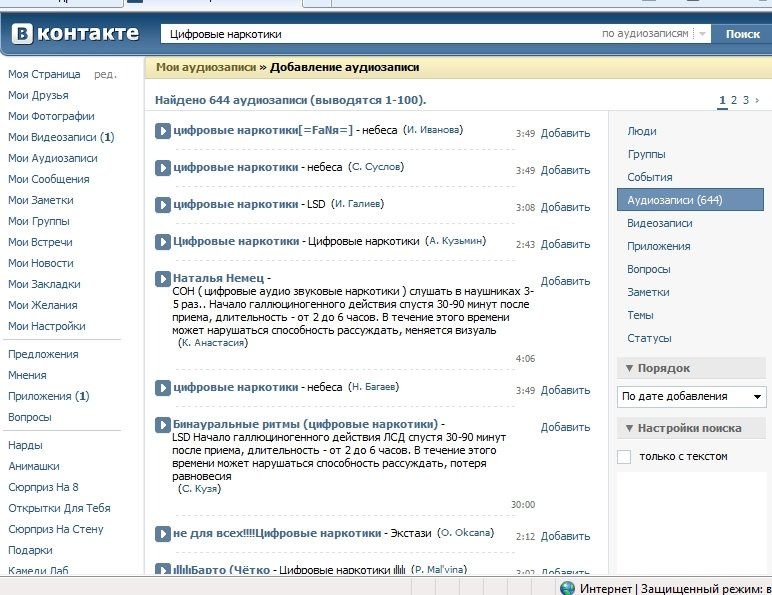 В контакте
Цифровые наркотики
по аудиозаписям
Поиск
Моя Страница ред.
Мои Друзья
Мои Фотографии
Мои Видеозаписи (1)
Мои Аудиозаписи
Мои Сообщения
Мои Заметки
Мои Группы
Мои Встречи
Мои Новости
Мои Закладки
Мои Желания
Мои Настройки
Предложения
Мнения
Приложения (1)
Вопросы
Нарды
Анимашки
Сюрприз На 8
Открытки Для Тебя
Сюрприз На Стену
Подарки
Камеди Лаб
Мои аудиозаписи » Добавление аудиозаписи
Найдено 644 аудиозаписи (выводятся 1-100).
1 2 3 ›
цифровые наркотики[=FaNя=] - небеса (И. Иванова) 3:49 Добавить
цифровые наркотики - небеса (С. Суслов) 3:49 Добавить
цифровые наркотики - LSD (И. Галиев) 3:08 Добавить
Цифровые наркотики - Цифровые наркотики (А. Кузьмин) 2:43 Добавить
Наталья Немец - Добавить
СОН ( цифровые аудио звуковые наркотики ) слушать в наушниках 3-
5 раз.. Начало галлюциногенного действия спустя 30-90 минут после
приема, длительность - от 2 до 6 часов. В течение этого времени
может нарушаться способность рассуждать, меняется визуаль
(К. Анастасия)
4:06
цифровые наркотики - небеса (Н. Багаев) 3:49 Добавить
Бинауральные ритмы (цифровые наркотики) - Добавить
LSD Начало галлюциногенного действия ЛСД спустя 30-90 минут
после приема, длительность - от 2 до 6 часов. В течение этого
времени может нарушаться способность рассуждать, потеря
равновесия
(С. Кузя)
30:00
не для всех!!!!Цифровые наркотики - Экстази (O. Oksana) 2:12 Добавить
ıllıllıБарто (Чётко - Цифровые наркотики ıllıllı (P. Mal'vina) 3:02 Добавить
Люди
Группы
События
Аудиозаписи (644)
Видеозаписи
Приложения
Вопросы
Заметки
Темы
Статусы
▼ Порядок
По дате добавления
▼ Настройки поиска
только с текстом
Интернет | Защищенный режим: в